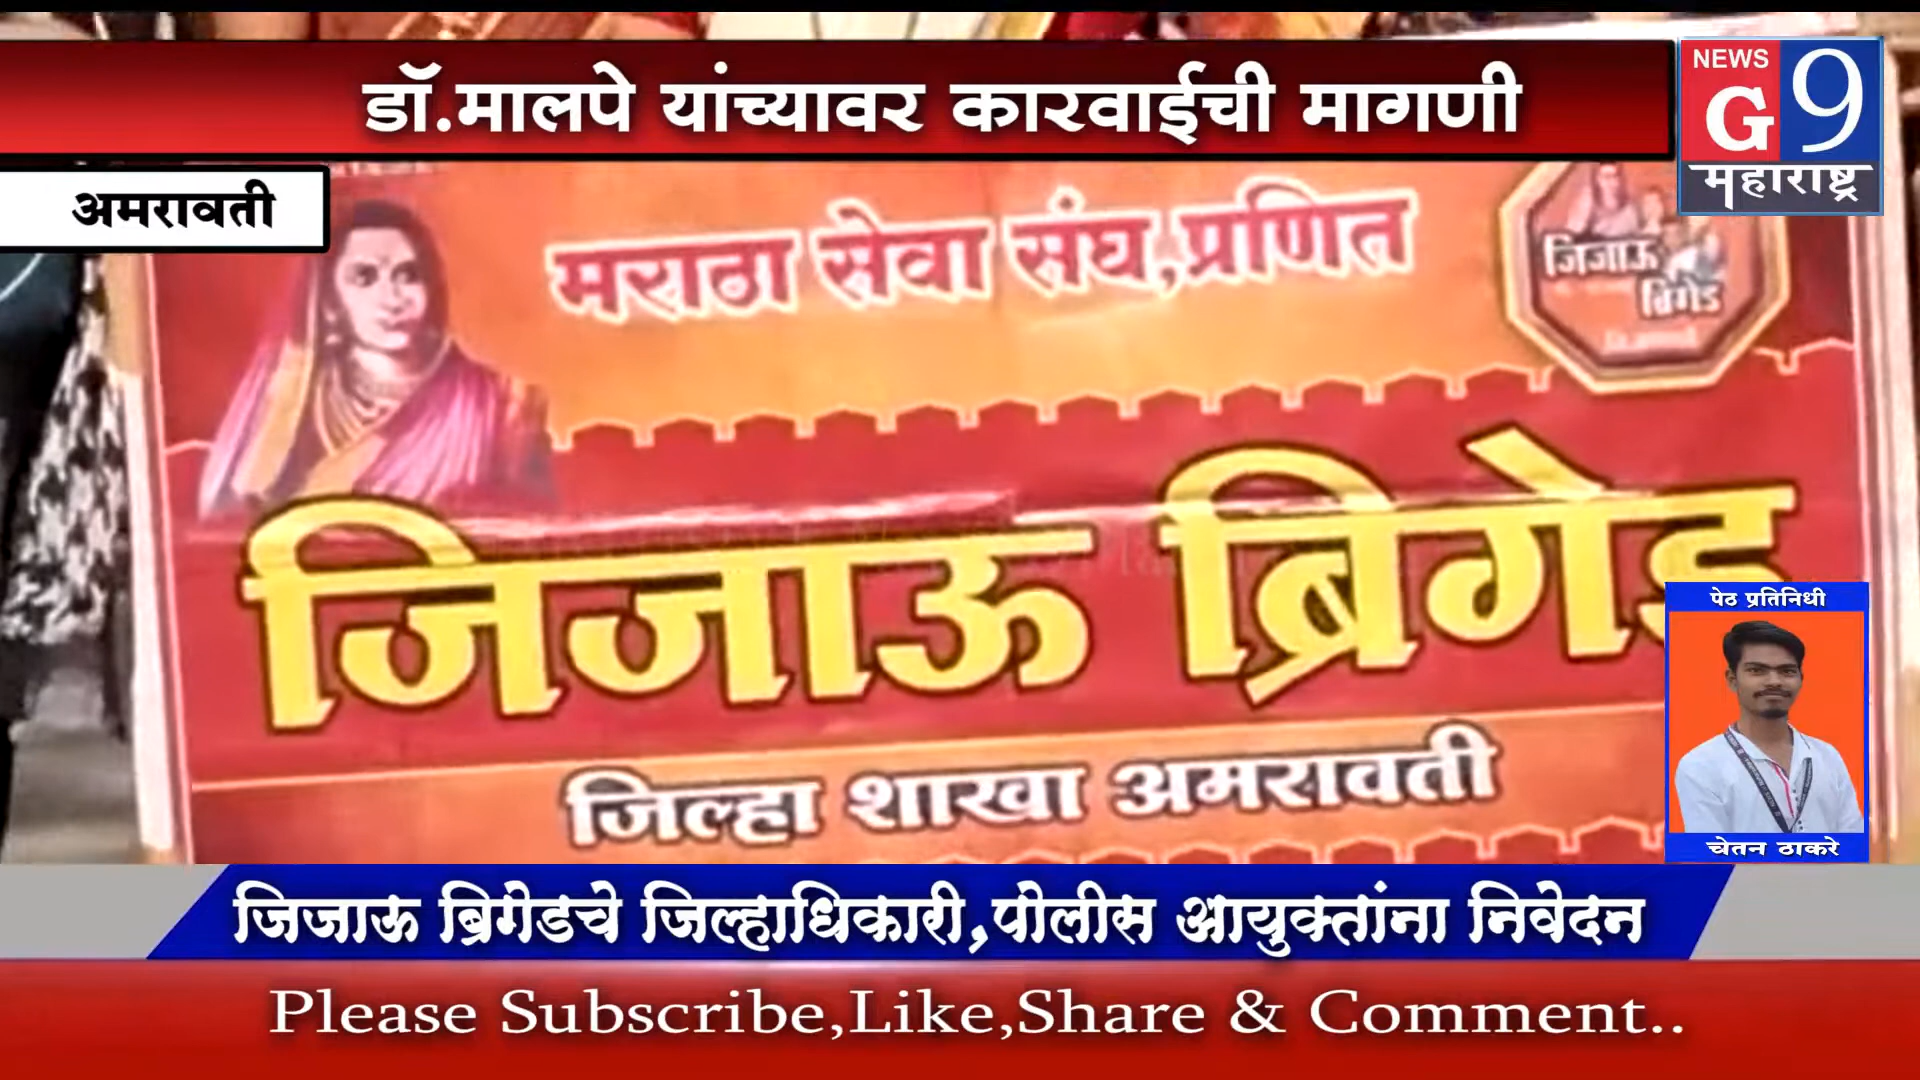 डॉ.मालपे यांच्यावर कारवाईची मागणी
NEWS
G9
महाराष्ट्र
अमरावती
मराठा सेवा संघ,प्रणित
जिजाऊ
ब्रिगेड
जिजाऊ ब्रिगेड
पेठ प्रतिनिधी
जिल्हा शाखा अमरावती
चेतन ठाकरे
जिजाऊ ब्रिगेडचे जिल्हाधिकारी,पोलीस आयुक्तांना निवेदन
Please Subscribe,Like,Share & Comment..